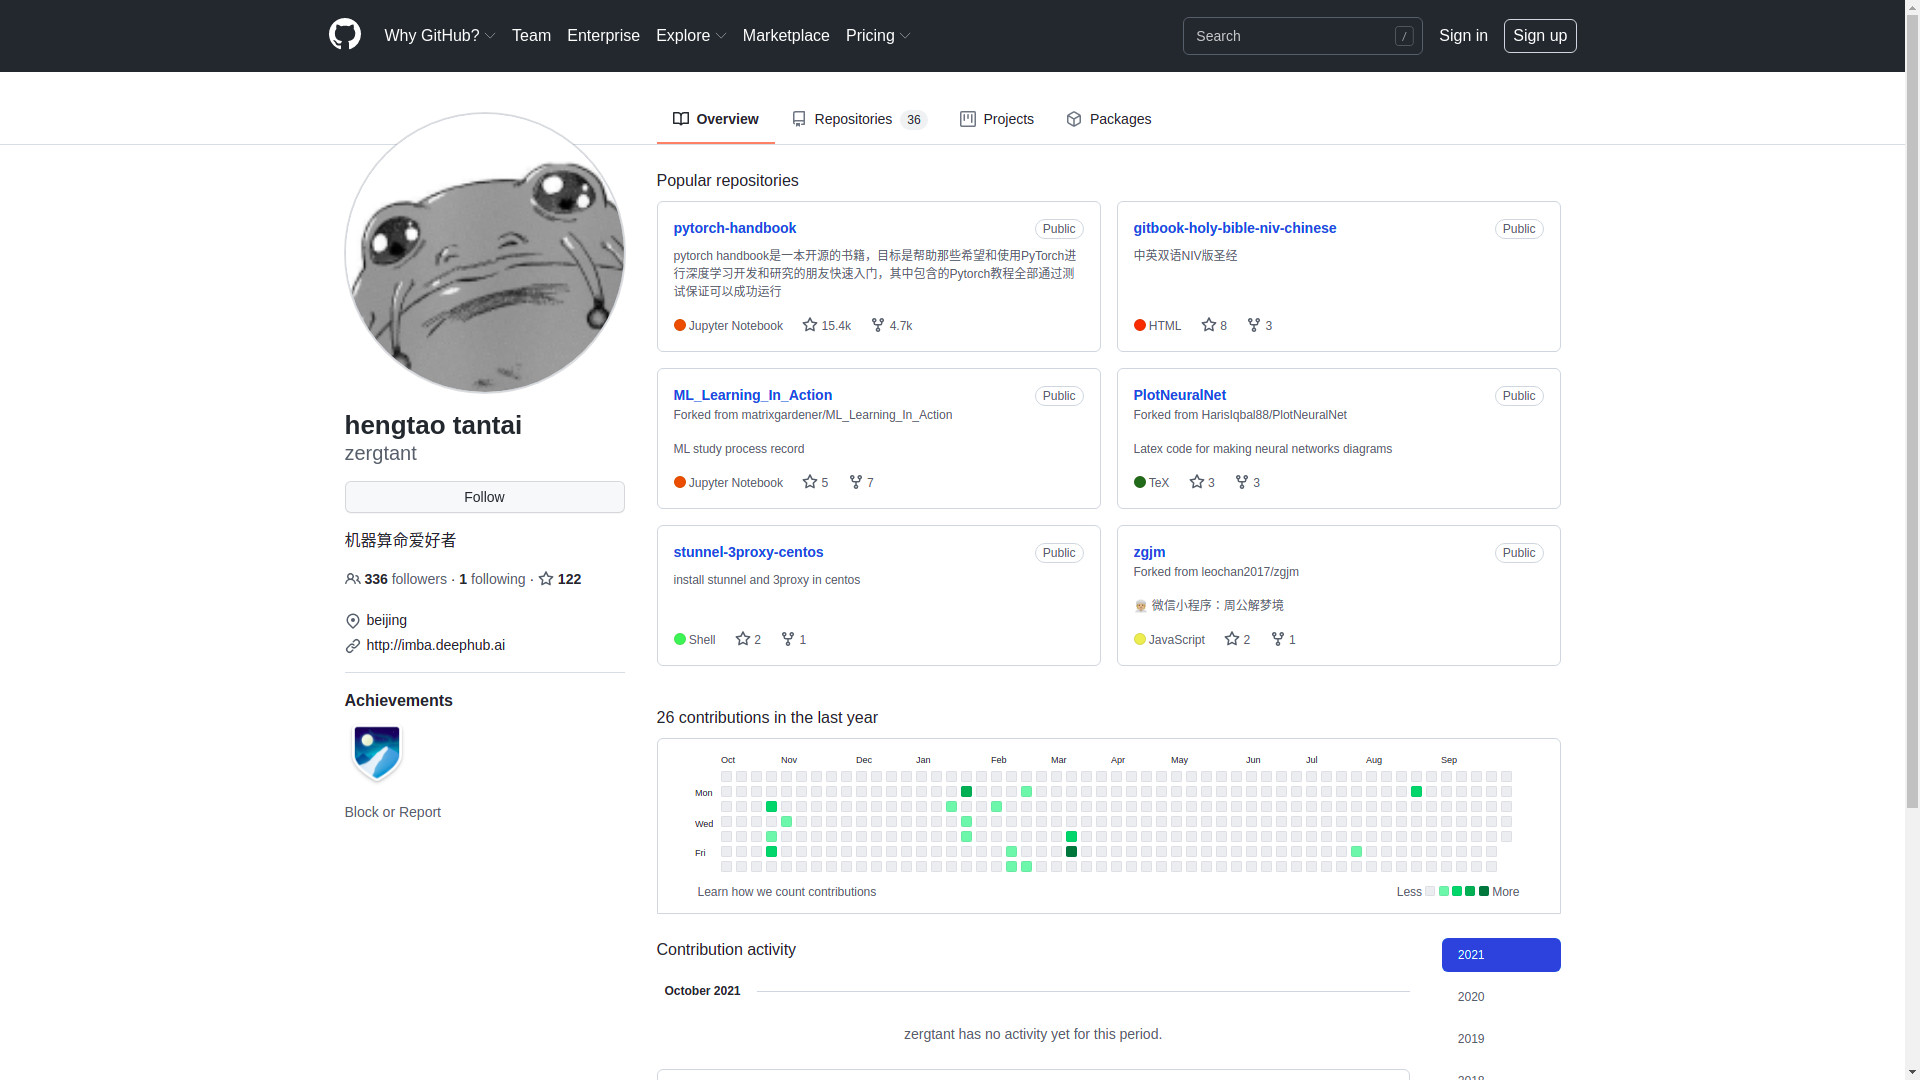 Why GitHub? Team Enterprise Explore Marketplace Pricing Search / Sign in Sign up
Overview Repositories 36 Projects Packages
hengtao tantai
zergtant
Follow
机器算命爱好者
336 followers · 1 following · 122
beijing
http://imba.deephub.ai
Achievements
Block or Report
Popular repositories
pytorch-handbook Public
pytorch handbook是一本开源的书籍，目标是帮助那些希望和使用PyTorch进
行深度学习开发和研究的朋友快速入门，其中包含的Pytorch教程全部通过测
试保证可以成功运行
Jupyter Notebook 15.4k 4.7k
gitbook-holy-bible-niv-chinese Public
中英双语NIV版圣经
HTML 8 3
ML_Learning_In_Action Public
Forked from matrixgardener/ML_Learning_In_Action
ML study process record
Jupyter Notebook 5 7
PlotNeuralNet Public
Forked from HarisIqbal88/PlotNeuralNet
Latex code for making neural networks diagrams
TeX 3 3
stunnel-3proxy-centos Public
install stunnel and 3proxy in centos
Shell 2 1
zgjm Public
Forked from leochan2017/zgjm
微信小程序：周公解梦境
JavaScript 2 1
26 contributions in the last year
Oct Nov Dec Jan Feb Mar Apr May Jun Jul Aug Sep
Mon
Wed
Fri
Learn how we count contributions Less More
Contribution activity
October 2021
zergtant has no activity yet for this period.
2021
2020
2019
2018